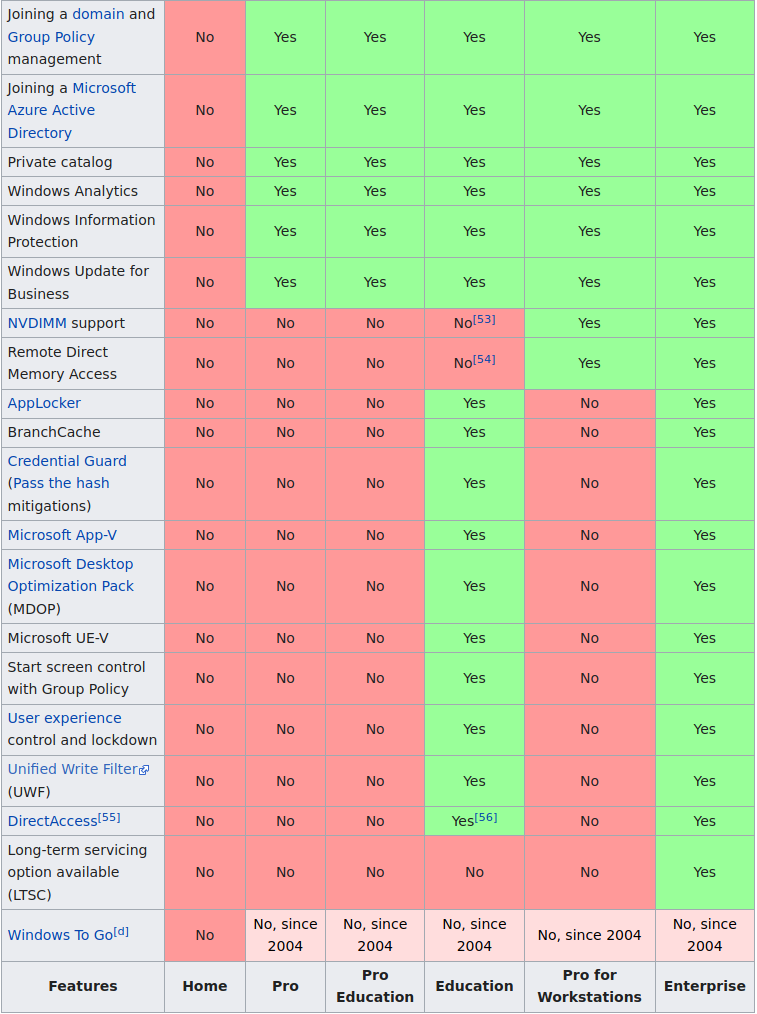 Joining a domain and
Group Policy
management
No Yes Yes Yes Yes Yes
Joining a Microsoft
Azure Active
Directory
No Yes Yes Yes Yes Yes
Private catalog No Yes Yes Yes Yes Yes
Windows Analytics No Yes Yes Yes Yes Yes
Windows Information
Protection
No Yes Yes Yes Yes Yes
Windows Update for
Business
No Yes Yes Yes Yes Yes
NVDIMM support No No No No[53] Yes Yes
Remote Direct
Memory Access
No No No No[54] Yes Yes
AppLocker No No No Yes No Yes
BranchCache No No No Yes No Yes
Credential Guard
(Pass the hash
mitigations)
No No No Yes No Yes
Microsoft App-V No No No Yes No Yes
Microsoft Desktop
Optimization Pack
(MDOP)
No No No Yes No Yes
Microsoft UE-V No No No Yes No Yes
Start screen control
with Group Policy
No No No Yes No Yes
User experience
control and lockdown
No No No Yes No Yes
Unified Write Filter
(UWF)
No No No Yes No Yes
DirectAccess[55] No No No Yes[56] No Yes
Long-term servicing
option available
(LTSC)
No No No No No Yes
Windows To Go[d] No
No, since
2004
No, since
2004
No, since
2004
No, since 2004
No, since
2004
Features Home Pro
Pro
Education
Education
Pro for
Workstations
Enterprise